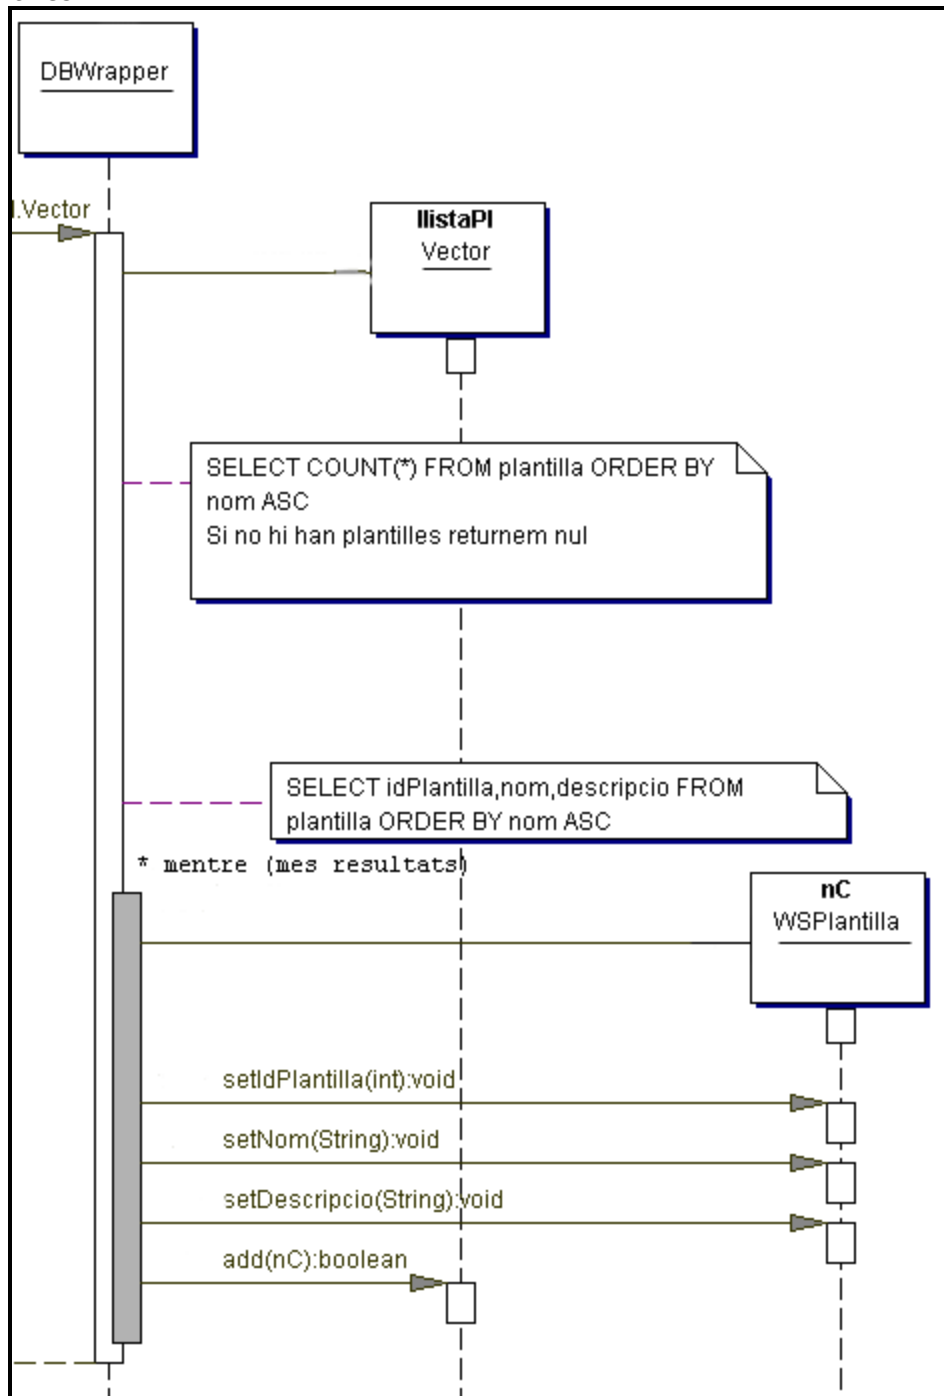 DBWrapper
l.Vector
llistaPl
Vector
SELECT COUNT(*) FROM plantilla ORDER BY
nom ASC
Si no hi han plantilles returnem nul
SELECT idPlantilla,nom,descripcio FROM
plantilla ORDER BY nom ASC
* mentre (mes resultats)
nC
WSPlantilla
setIdPlantilla(int):void
setNom(String):void
setDescripcio(String):void
add(nC):boolean